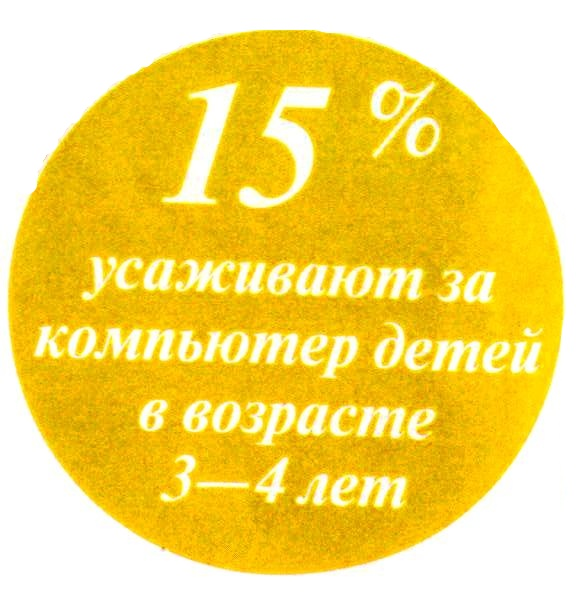 15 %
усаживают за
компьютер детей
в возрасте
3—4 лет